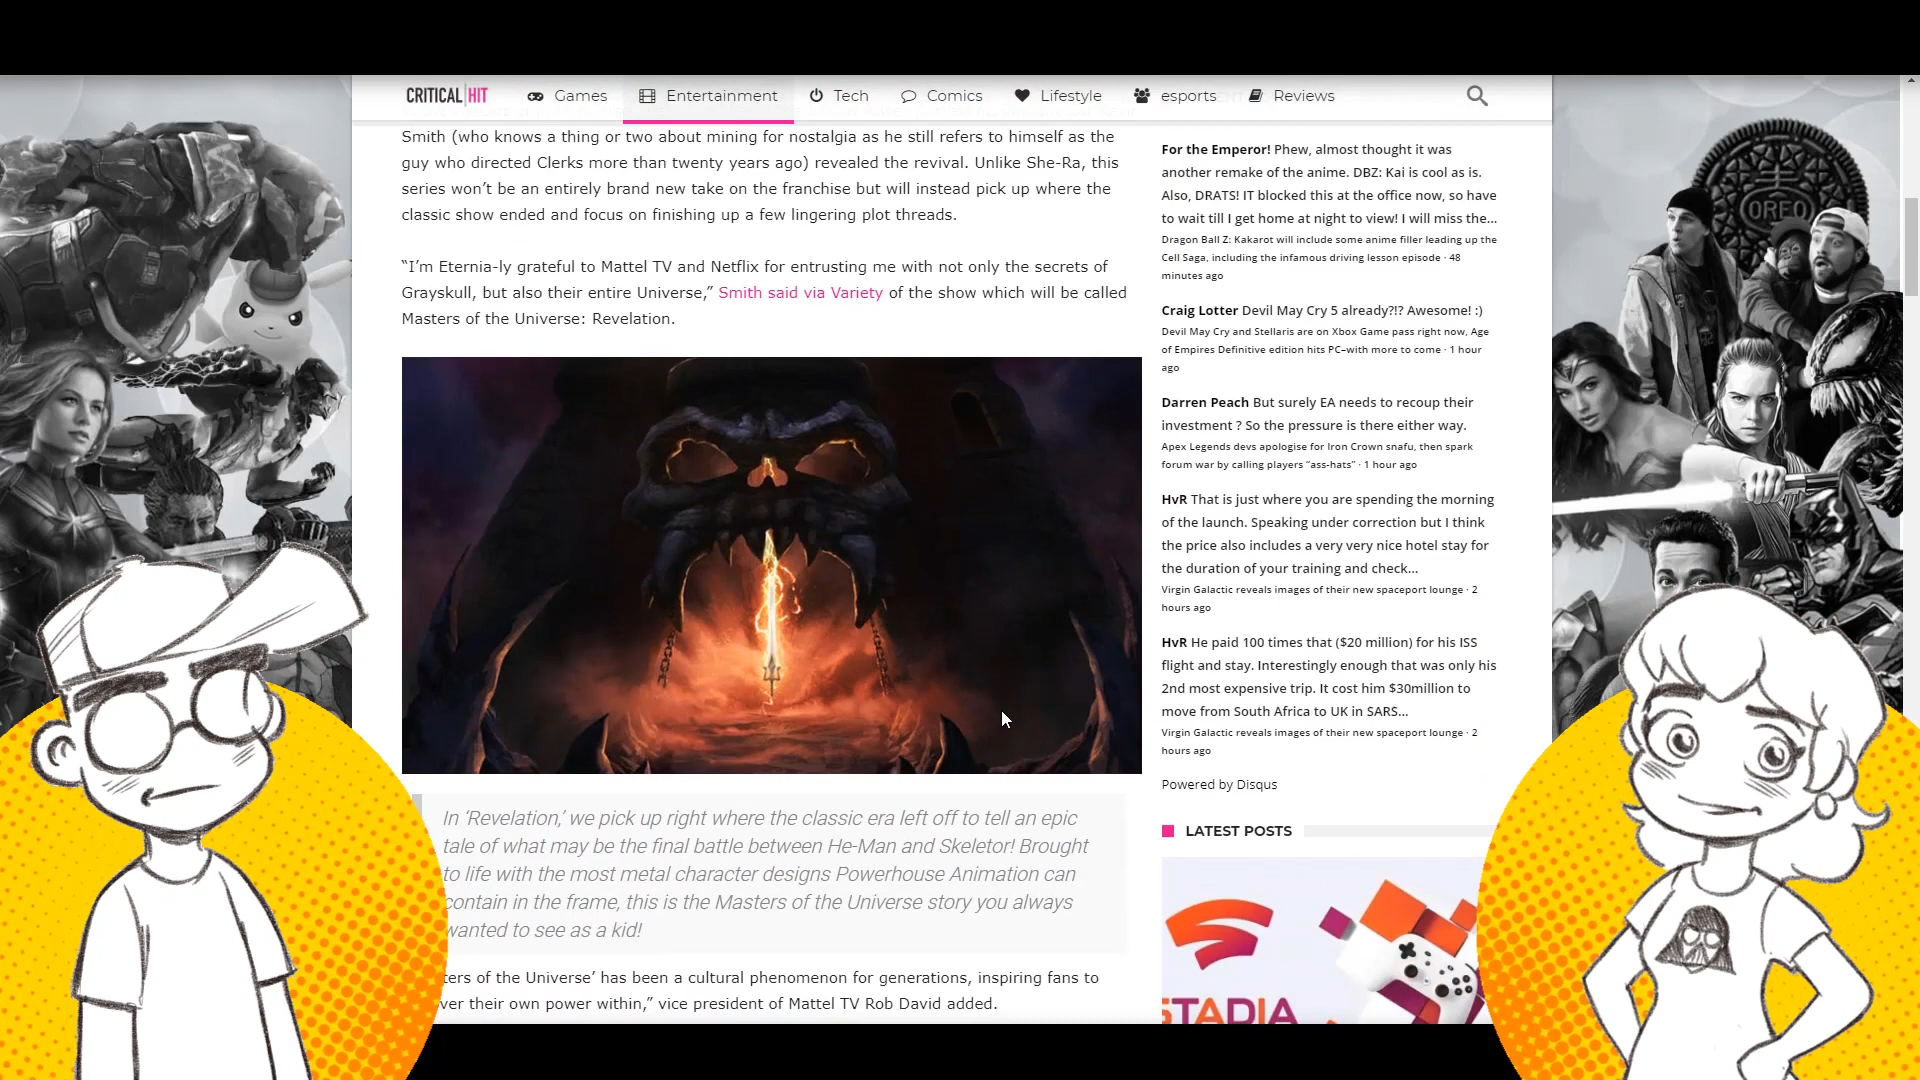 CRITICAL HIT Games Entertainment Tech Comics Lifestyle esports Reviews
Smith (who knows a thing or two about mining for nostalgia as he still refers to himself as the
guy who directed Clerks more than twenty years ago) revealed the revival. Unlike She-Ra, this
series won’t be an entirely brand new take on the franchise but will instead pick up where the
classic show ended and focus on finishing up a few lingering plot threads.
“I’m Eternia-ly grateful to Mattel TV and Netflix for entrusting me with not only the secrets of
Grayskull, but also their entire Universe,” Smith said via Variety of the show which will be called
Masters of the Universe: Revelation.
In ‘Revelation,’ we pick up right where the classic era left off to tell an epic
tale of what may be the final battle between He-Man and Skeletor! Brought
to life with the most metal character designs Powerhouse Animation can
contain in the frame, this is the Masters of the Universe story you always
wanted to see as a kid!
ters of the Universe’ has been a cultural phenomenon for generations, inspiring fans to
ver their own power within,” vice president of Mattel TV Rob David added.
For the Emperor! Phew, almost thought it was
another remake of the anime. DBZ: Kai is cool as is.
Also, DRATS! IT blocked this at the office now, so have
to wait till I get home at night to view! I will miss the...
Dragon Ball Z: Kakarot will include some anime filler leading up the
Cell Saga, including the infamous driving lesson episode · 48
minutes ago
Craig Lotter Devil May Cry 5 already?!? Awesome! :)
Devil May Cry and Stellaris are on Xbox Game pass right now, Age
of Empires Definitive edition hits PC–with more to come · 1 hour
ago
Darren Peach But surely EA needs to recoup their
investment ? So the pressure is there either way.
Apex Legends devs apologise for Iron Crown snafu, then spark
forum war by calling players “ass-hats” · 1 hour ago
HvR That is just where you are spending the morning
of the launch. Speaking under correction but I think
the price also includes a very very nice hotel stay for
the duration of your training and check...
Virgin Galactic reveals images of their new spaceport lounge · 2
hours ago
HvR He paid 100 times that ($20 million) for his ISS
flight and stay. Interestingly enough that was only his
2nd most expensive trip. It cost him $30million to
move from South Africa to UK in SARS...
Virgin Galactic reveals images of their new spaceport lounge · 2
hours ago
Powered by Disqus
LATEST POSTS
STADIA
OREO